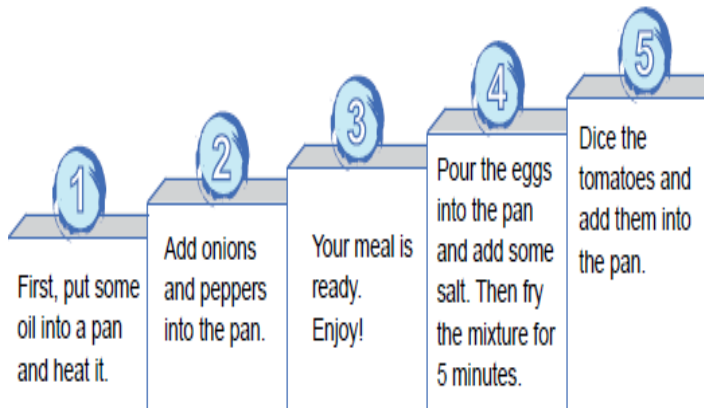 1
First, put some
oil into a pan
and heat it.
2
Add onions
and peppers
into the pan.
3
Your meal is
ready.
Enjoy!
4
Pour the eggs
into the pan
and add some
salt. Then fry
the mixture for
5 minutes.
5
Dice the
tomatoes and
add them into
the pan.